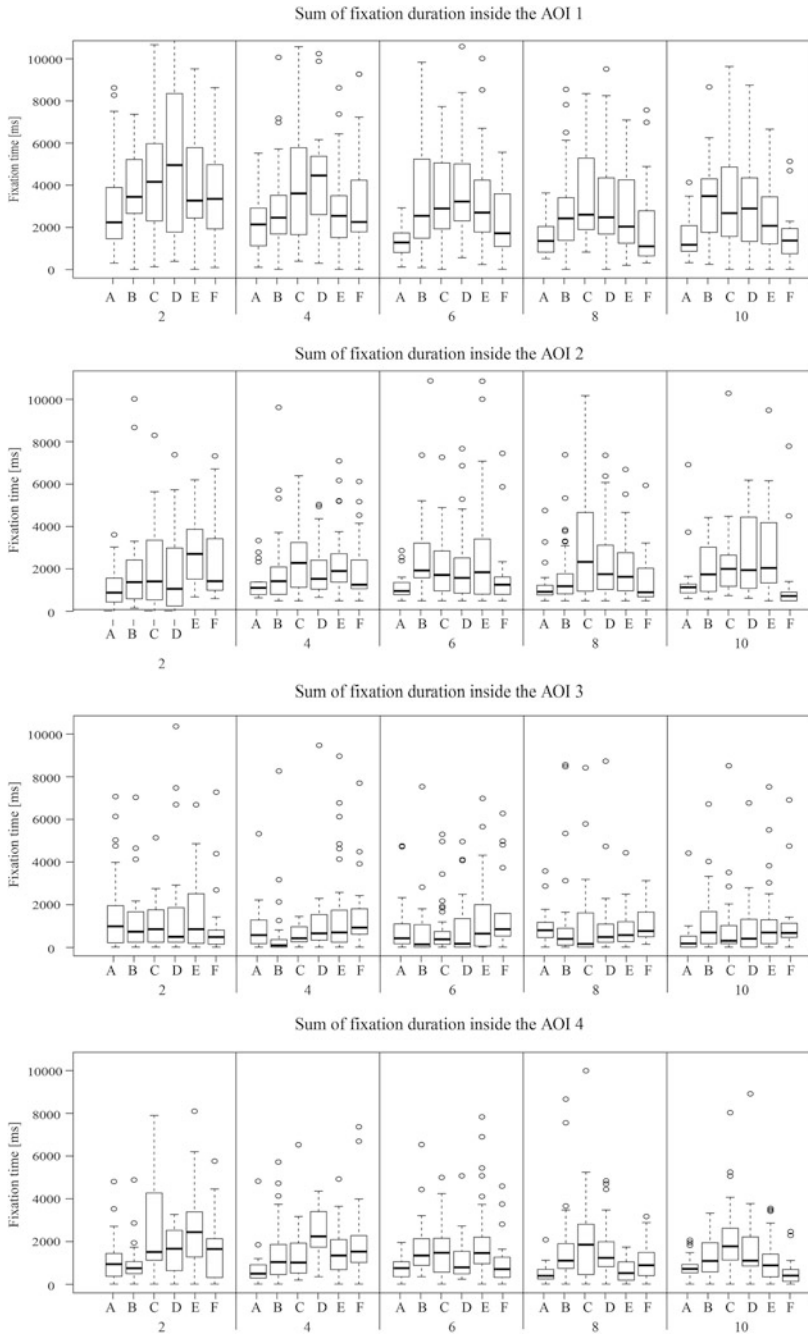 Sum of fixation duration inside the AOI 1
Fixation time [ms]
10000
8000
6000
4000
2000
0
A B C D E F A B C D E F A B C D E F A B C D E F A B C D E F
2 4 6 8 10
Sum of fixation duration inside the AOI 2
Fixation time [ms]
10000
8000
6000
4000
2000
0
A B C D E F A B C D E F A B C D E F A B C D E F A B C D E F
2 4 6 8 10
Sum of fixation duration inside the AOI 3
Fixation time [ms]
10000
8000
6000
4000
2000
0
A B C D E F A B C D E F A B C D E F A B C D E F A B C D E F
2 4 6 8 10
Sum of fixation duration inside the AOI 4
Fixation time [ms]
10000
8000
6000
4000
2000
0
A B C D E F A B C D E F A B C D E F A B C D E F A B C D E F
2 4 6 8 10